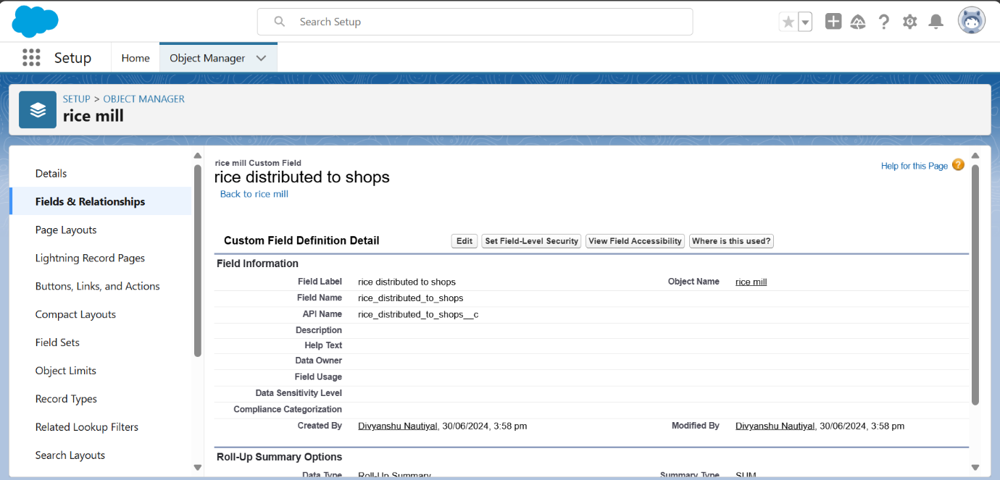 Search Setup
Setup
Home
Object Manager
SETUP > OBJECT MANAGER
rice mill
Details
Fields & Relationships
Page Layouts
Lightning Record Pages
Buttons, Links, and Actions
Compact Layouts
Field Sets
Object Limits
Record Types
Related Lookup Filters
Search Layouts
rice mill Custom Field
rice distributed to shops
Back to rice mill
Help for this Page ?
Custom Field Definition Detail
Edit
Set Field-Level Security
View Field Accessibility
Where is this used?
Field Information
Field Label rice distributed to shops Object Name rice mill
Field Name rice_distributed_to_shops
API Name rice_distributed_to_shops__c
Description
Help Text
Data Owner
Field Usage
Data Sensitivity Level
Compliance Categorization
Created By Divyanshu Nautiyal, 30/06/2024, 3:58 pm Modified By Divyanshu Nautiyal, 30/06/2024, 3:58 pm
Roll-Up Summary Options
Data Type Roll-Up Summary Summary Type SUM